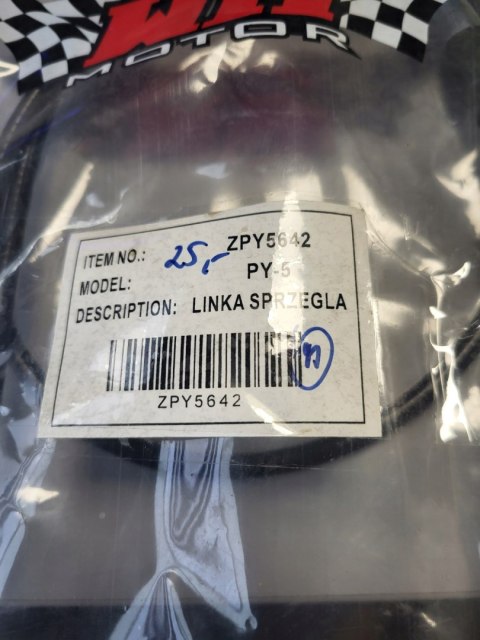 MOTOR
ITEM NO.: ZPY5642
25,-
MODEL: PY-5
DESCRIPTION: LINKA SPRZEGLA
ZPY5642